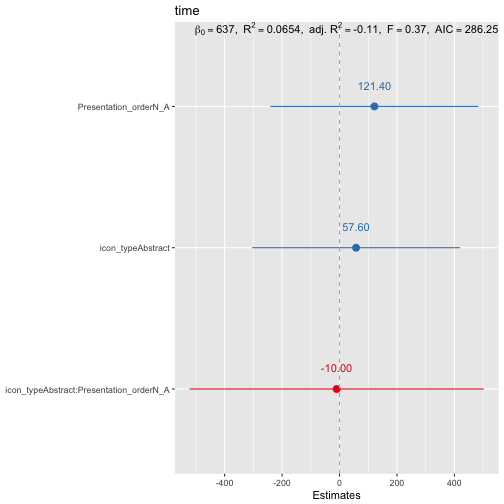 time
β₀ = 637, R² = 0.0654, adj. R² = -0.11, F = 0.37, AIC = 286.25
121.40
Presentation_orderN_A
57.60
icon_typeAbstract
-10.00
icon_typeAbstract:Presentation_orderN_A
-400 -200 0 200 400
Estimates